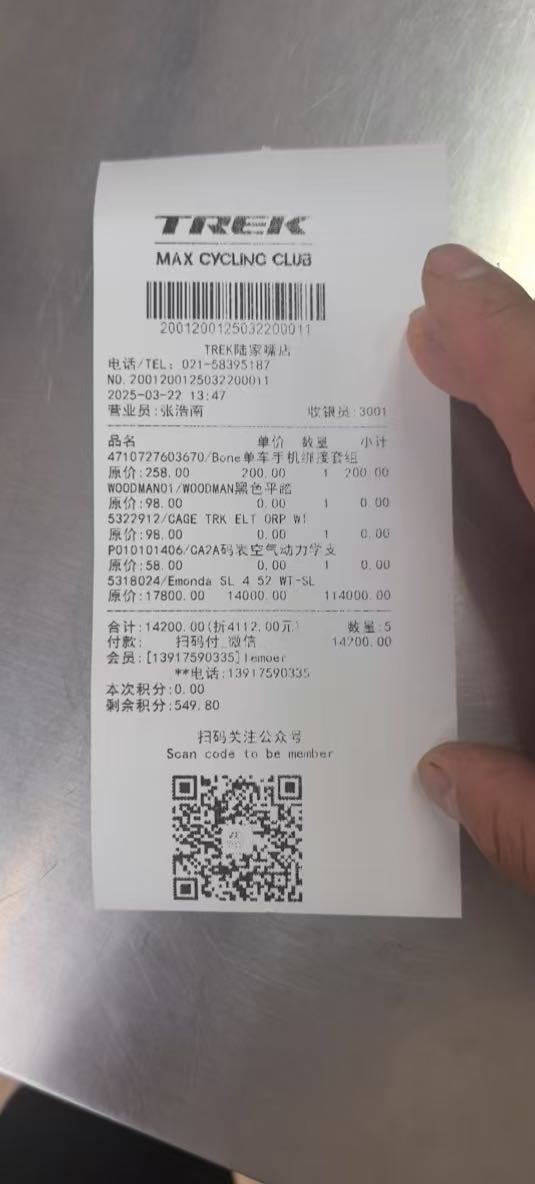 TREK
MAX CYCLING CLUB
2001200125032200011
TREK陆家嘴店
电话/TEL: 021-58395187
NO.2001200125032200011
2025-03-22 13:47
营业员:张浩南 收银员:3001
品名 单价 数量 小计
4710727603670/Bone单车手机绑接套组
原价:258.00 200.00 1 200.00
WOODMAN01/WOODMAN黑色平踏
原价:98.00 0.00 1 0.00
5322912/CAGE TRK ELT ORP WT
原价:98.00 0.00 1 0.00
P010101406/CA2A码表空气动力学支
原价:58.00 0.00 1 0.00
5318024/Emonda SL 4 52 WT-SL
原价:17800.00 14000.00 114000.00
合计:14200.00(折4112.00元) 数量:5
付款: 扫码付_微信 14200.00
会员:[13917590335]lemoer
**电话:13917590335
本次积分:0.00
剩余积分:549.80
扫码关注公众号
Scan code to be member